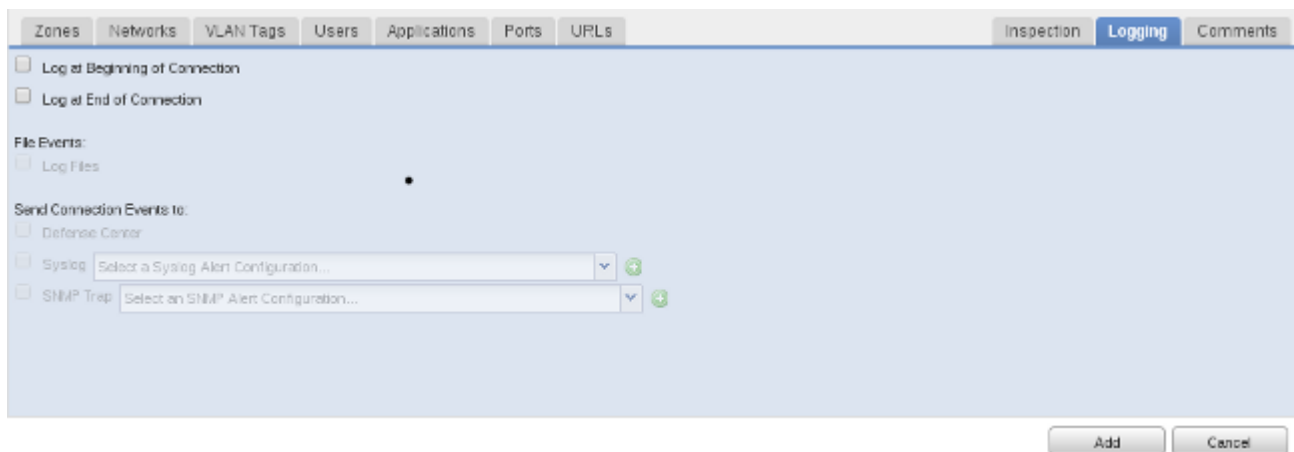 Zones Networks VLAN Tags Users Applications Ports URLs Inspection Logging Comments
Log at Beginning of Connection
Log at End of Connection
File Events:
Log Files
Send Connection Events to:
Defense Center
Syslog Select a Syslog Alert Configuration...
SNMP Trap Select an SNMP Alert Configuration...
Add Cancel